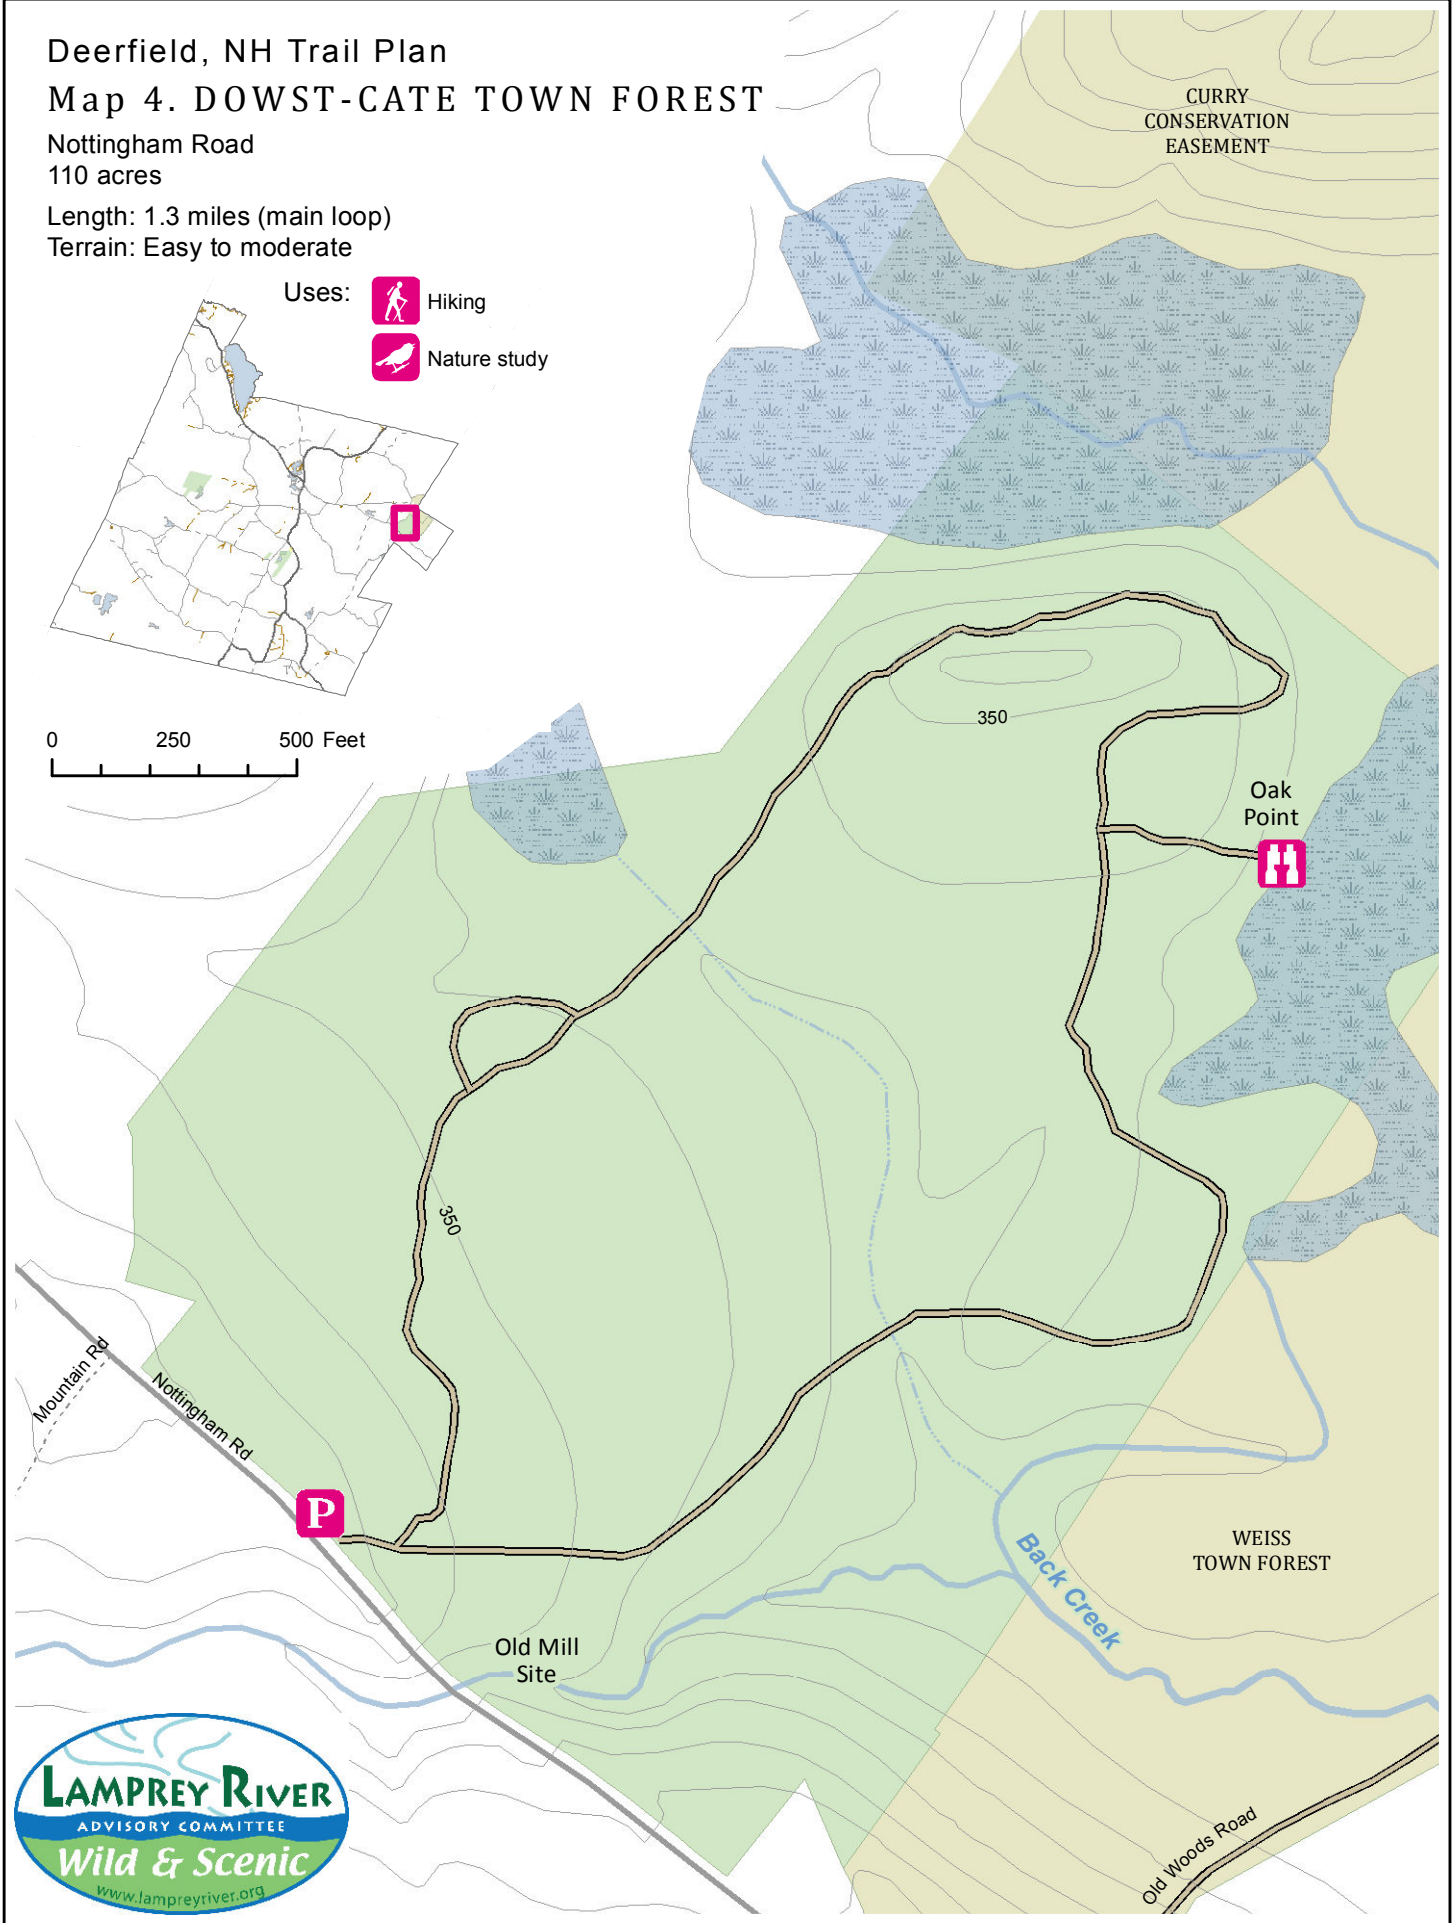 Deerfield, NH Trail Plan
Map 4. DOWST-CATE TOWN FOREST
Nottingham Road
110 acres
Length: 1.3 miles (main loop)
Terrain: Easy to moderate
Uses:
Hiking
Nature study
0 250 500 Feet
CURRY
CONSERVATION
EASEMENT
350
Oak
Point
350
Mountain Rd
Nottingham Rd
P
Back Creek
WEISS
TOWN FOREST
Old Mill
Site
Old Woods Road
LAMPREY RIVER
ADVISORY COMMITTEE
Wild & Scenic
www.lampreyriver.org